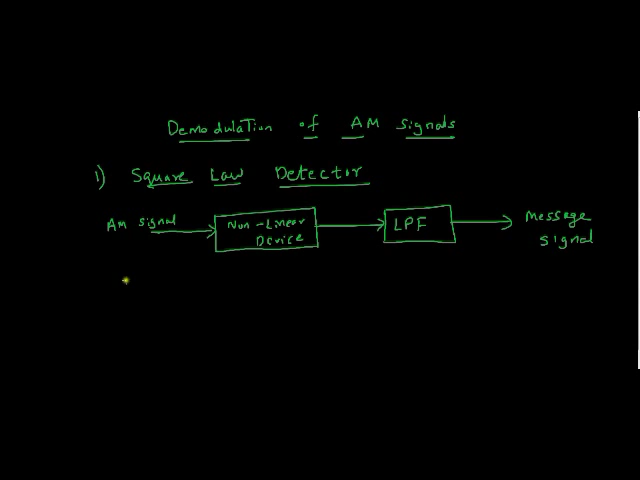 Demodulation of AM signals
1) Square Law Detector
AM signal
Non-Linear
Device
LPF
Message
signal